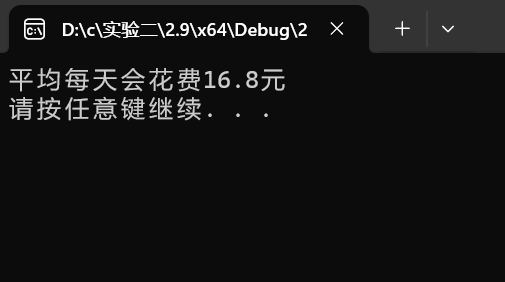 D:\c\实验二\2.9\x64\Debug\2
平均每天会花费16.8元
请按任意键继续. . .